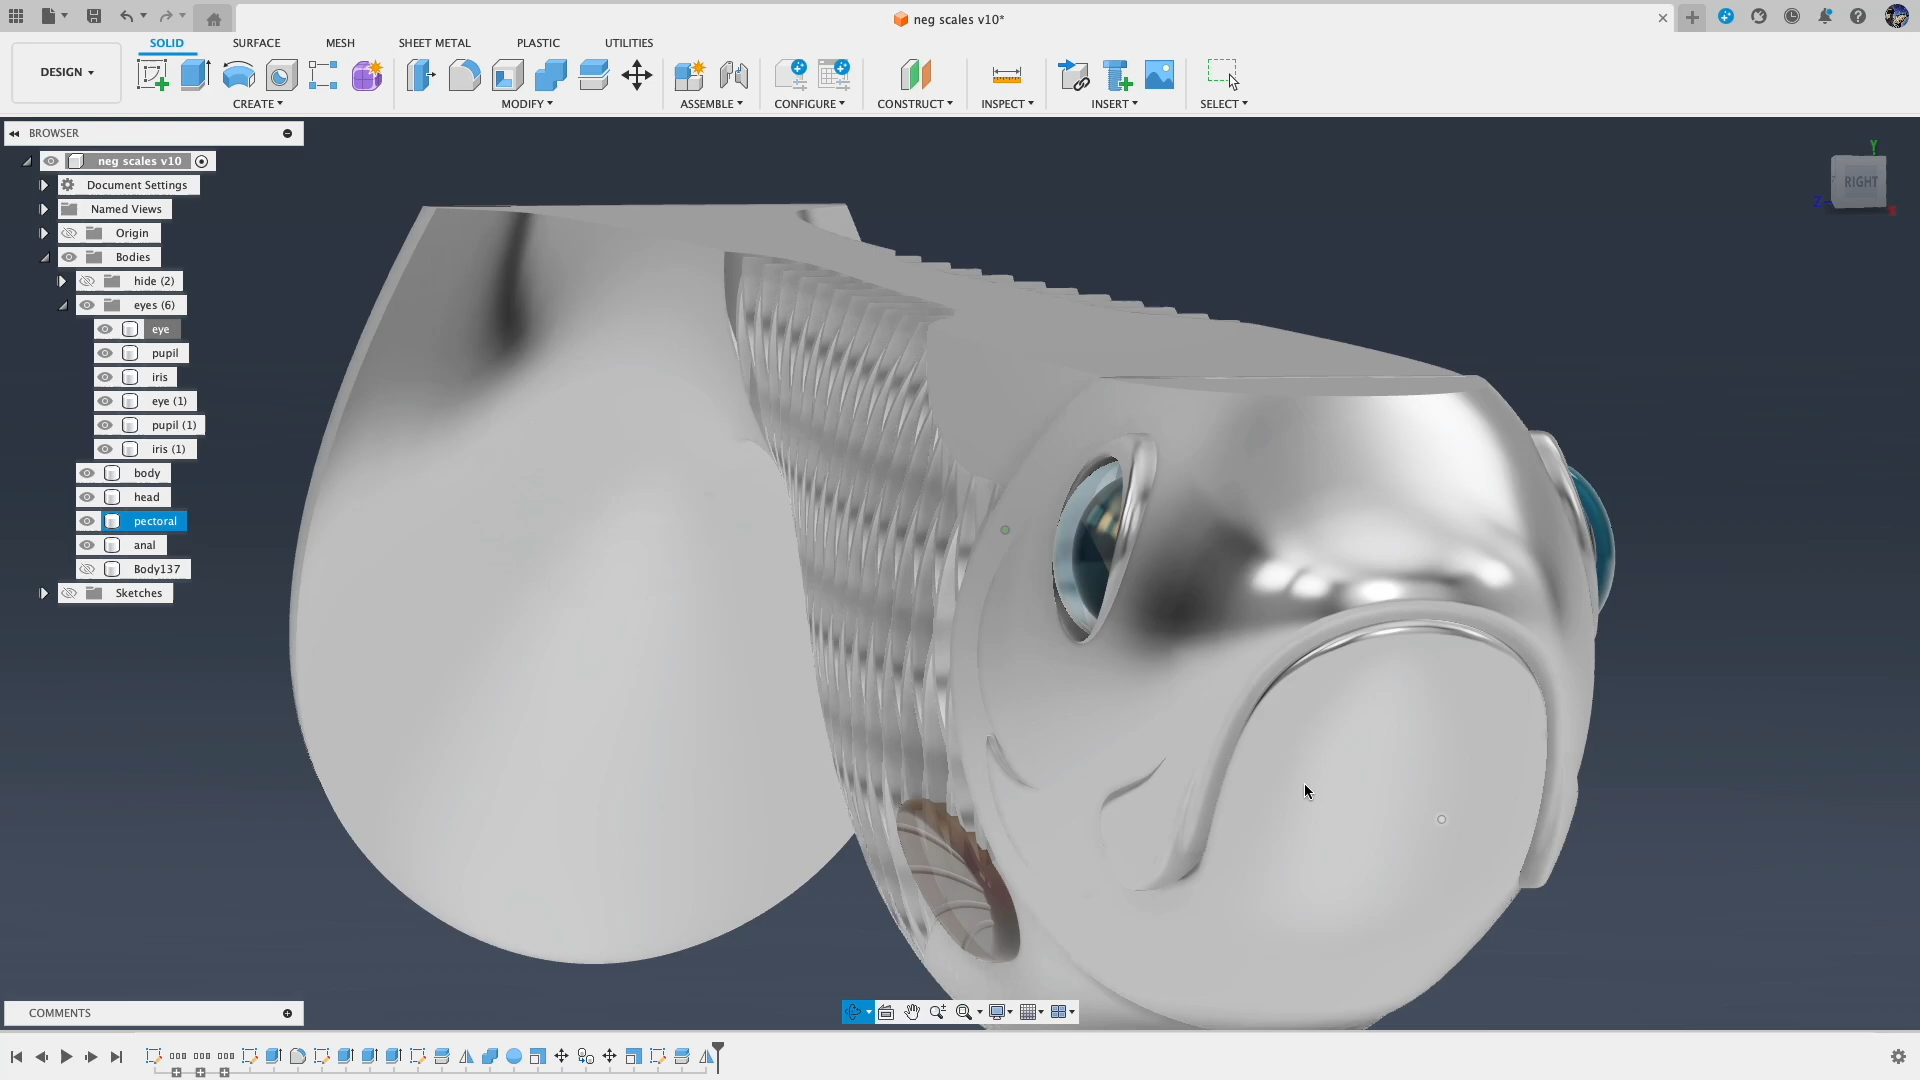 neg scales v10*
DESIGN
SOLID
SURFACE
MESH
SHEET METAL
PLASTIC
UTILITIES
CREATE
MODIFY
ASSEMBLE
CONFIGURE
CONSTRUCT
INSPECT
INSERT
SELECT
BROWSER
neg scales v10
Document Settings
Named Views
Origin
Bodies
hide (2)
eyes (6)
eye
pupil
iris
eye (1)
pupil (1)
iris (1)
body
head
pectoral
anal
Body137
Sketches
Y
RIGHT
Z
X
COMMENTS